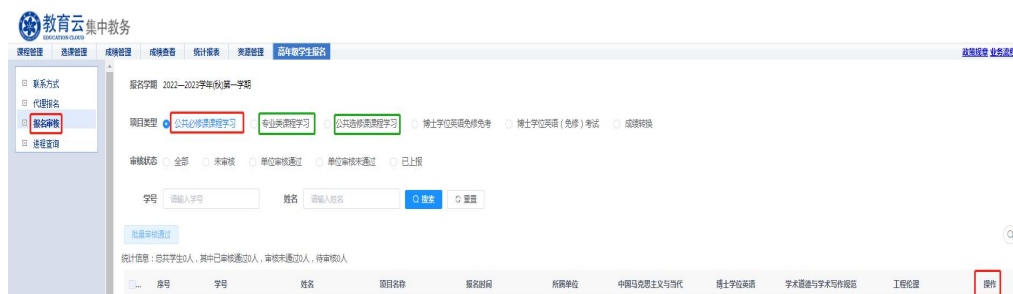 教育云集中教务
EDUCATION CLOUD
课程管理 选课管理 成绩管理 成绩查看 统计报表 资源管理 高年级学生报名 政策规章 业务流程
联系方式
代理报名
报名审核
进程查询
报名学期 2022—2023学年(秋)第一学期
项目类型 公共必修课课程学习 专业类课程学习 公共选修课课程学习 博士学位英语免修免考 博士学位英语（免修）考试 成绩转换
审核状态 全部 未审核 单位审核通过 单位审核未通过 已上报
学号 请输入学号 姓名 请输入姓名 搜索 重置
批量审核通过
统计信息：总共学生0人，其中已审核通过0人，审核未通过0人，待审核0人
... 序号 学号 姓名 项目名称 报名时间 所属单位 中国马克思主义与当代 博士学位英语 学术道德与学术写作规范 工程伦理 操作